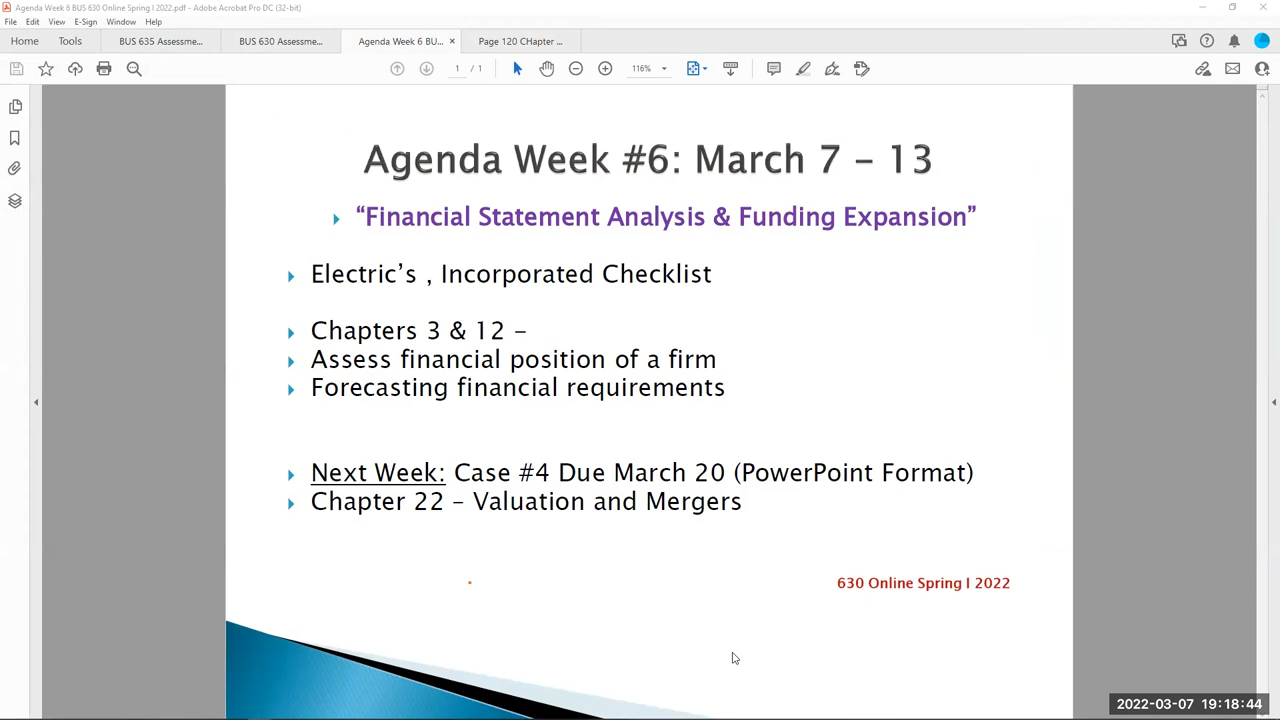 Agenda Week 6 BUS 630 Online Spring I 2022.pdf - Adobe Acrobat Pro DC (32-bit)
File Edit View E-Sign Window Help
Home Tools BUS 635 Assessme... BUS 630 Assessme... Agenda Week 6 BU... × Page 120 CHapter ...
1 / 1 116%
Agenda Week #6: March 7 – 13
“Financial Statement Analysis & Funding Expansion”
Electric’s , Incorporated Checklist
Chapters 3 & 12 –
Assess financial position of a firm
Forecasting financial requirements
Next Week: Case #4 Due March 20 (PowerPoint Format)
Chapter 22 – Valuation and Mergers
630 Online Spring I 2022
2022-03-07 19:18:44